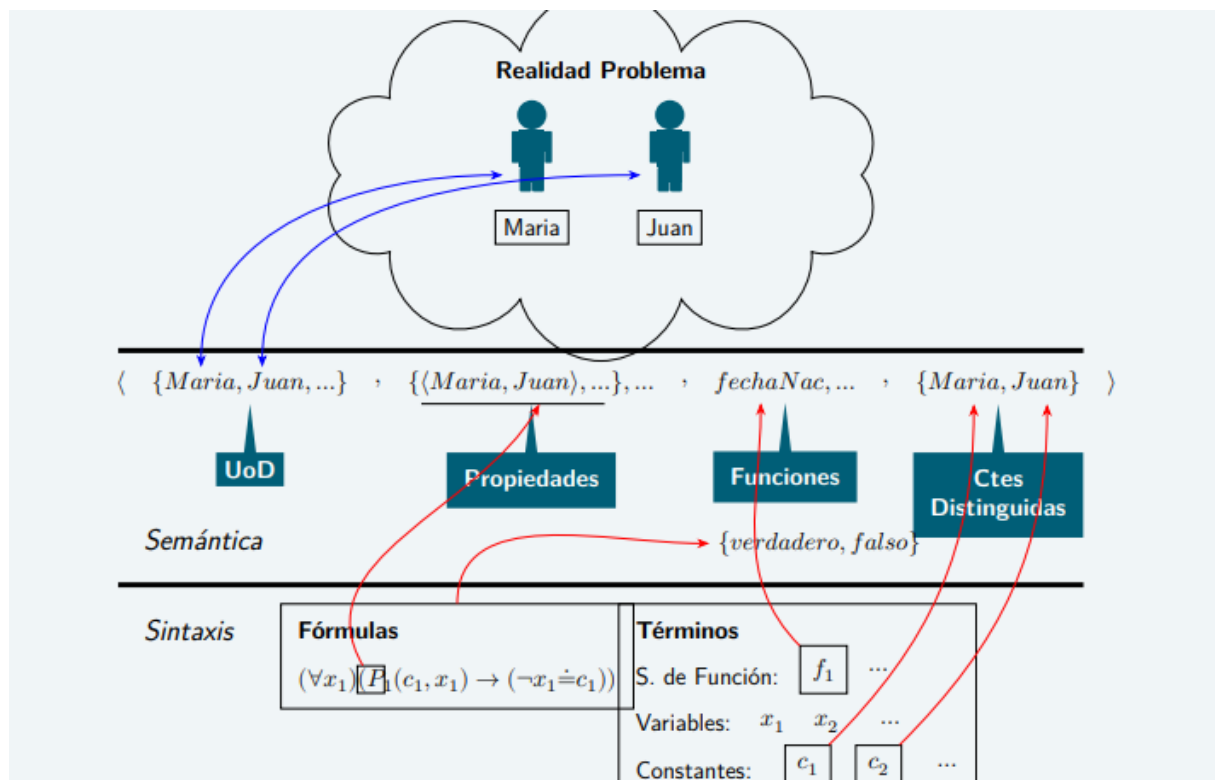 Realidad Problema
Maria
Juan
⟨ {Maria, Juan, ...} , {⟨Maria, Juan⟩, ...}, ... , fechaNac, ... , {Maria, Juan} ⟩
UoD
Propiedades
Funciones
Ctes
Distinguidas
Semántica
{verdadero, falso}
Sintaxis
Fórmulas
(∀x₁)(P₁(c₁, x₁) → (¬x₁≐c₁))
Términos
S. de Función: f₁ ...
Variables: x₁ x₂ ...
Constantes: c₁ c₂ ...